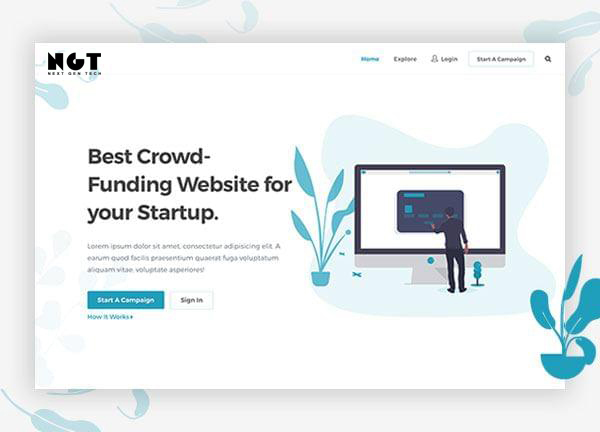 NGT
NEXT GEN TECH
Home Explore Login Start A Campaign
Best Crowd-
Funding Website for
your Startup.
Lorem ipsum dolor sit amet, consectetur adipisicing elit. A
earum quod facilis praesentium quaerat fuga voluptatum
aliquam vitae, voluptate asperiores!
Start A Campaign Sign In
How It Works